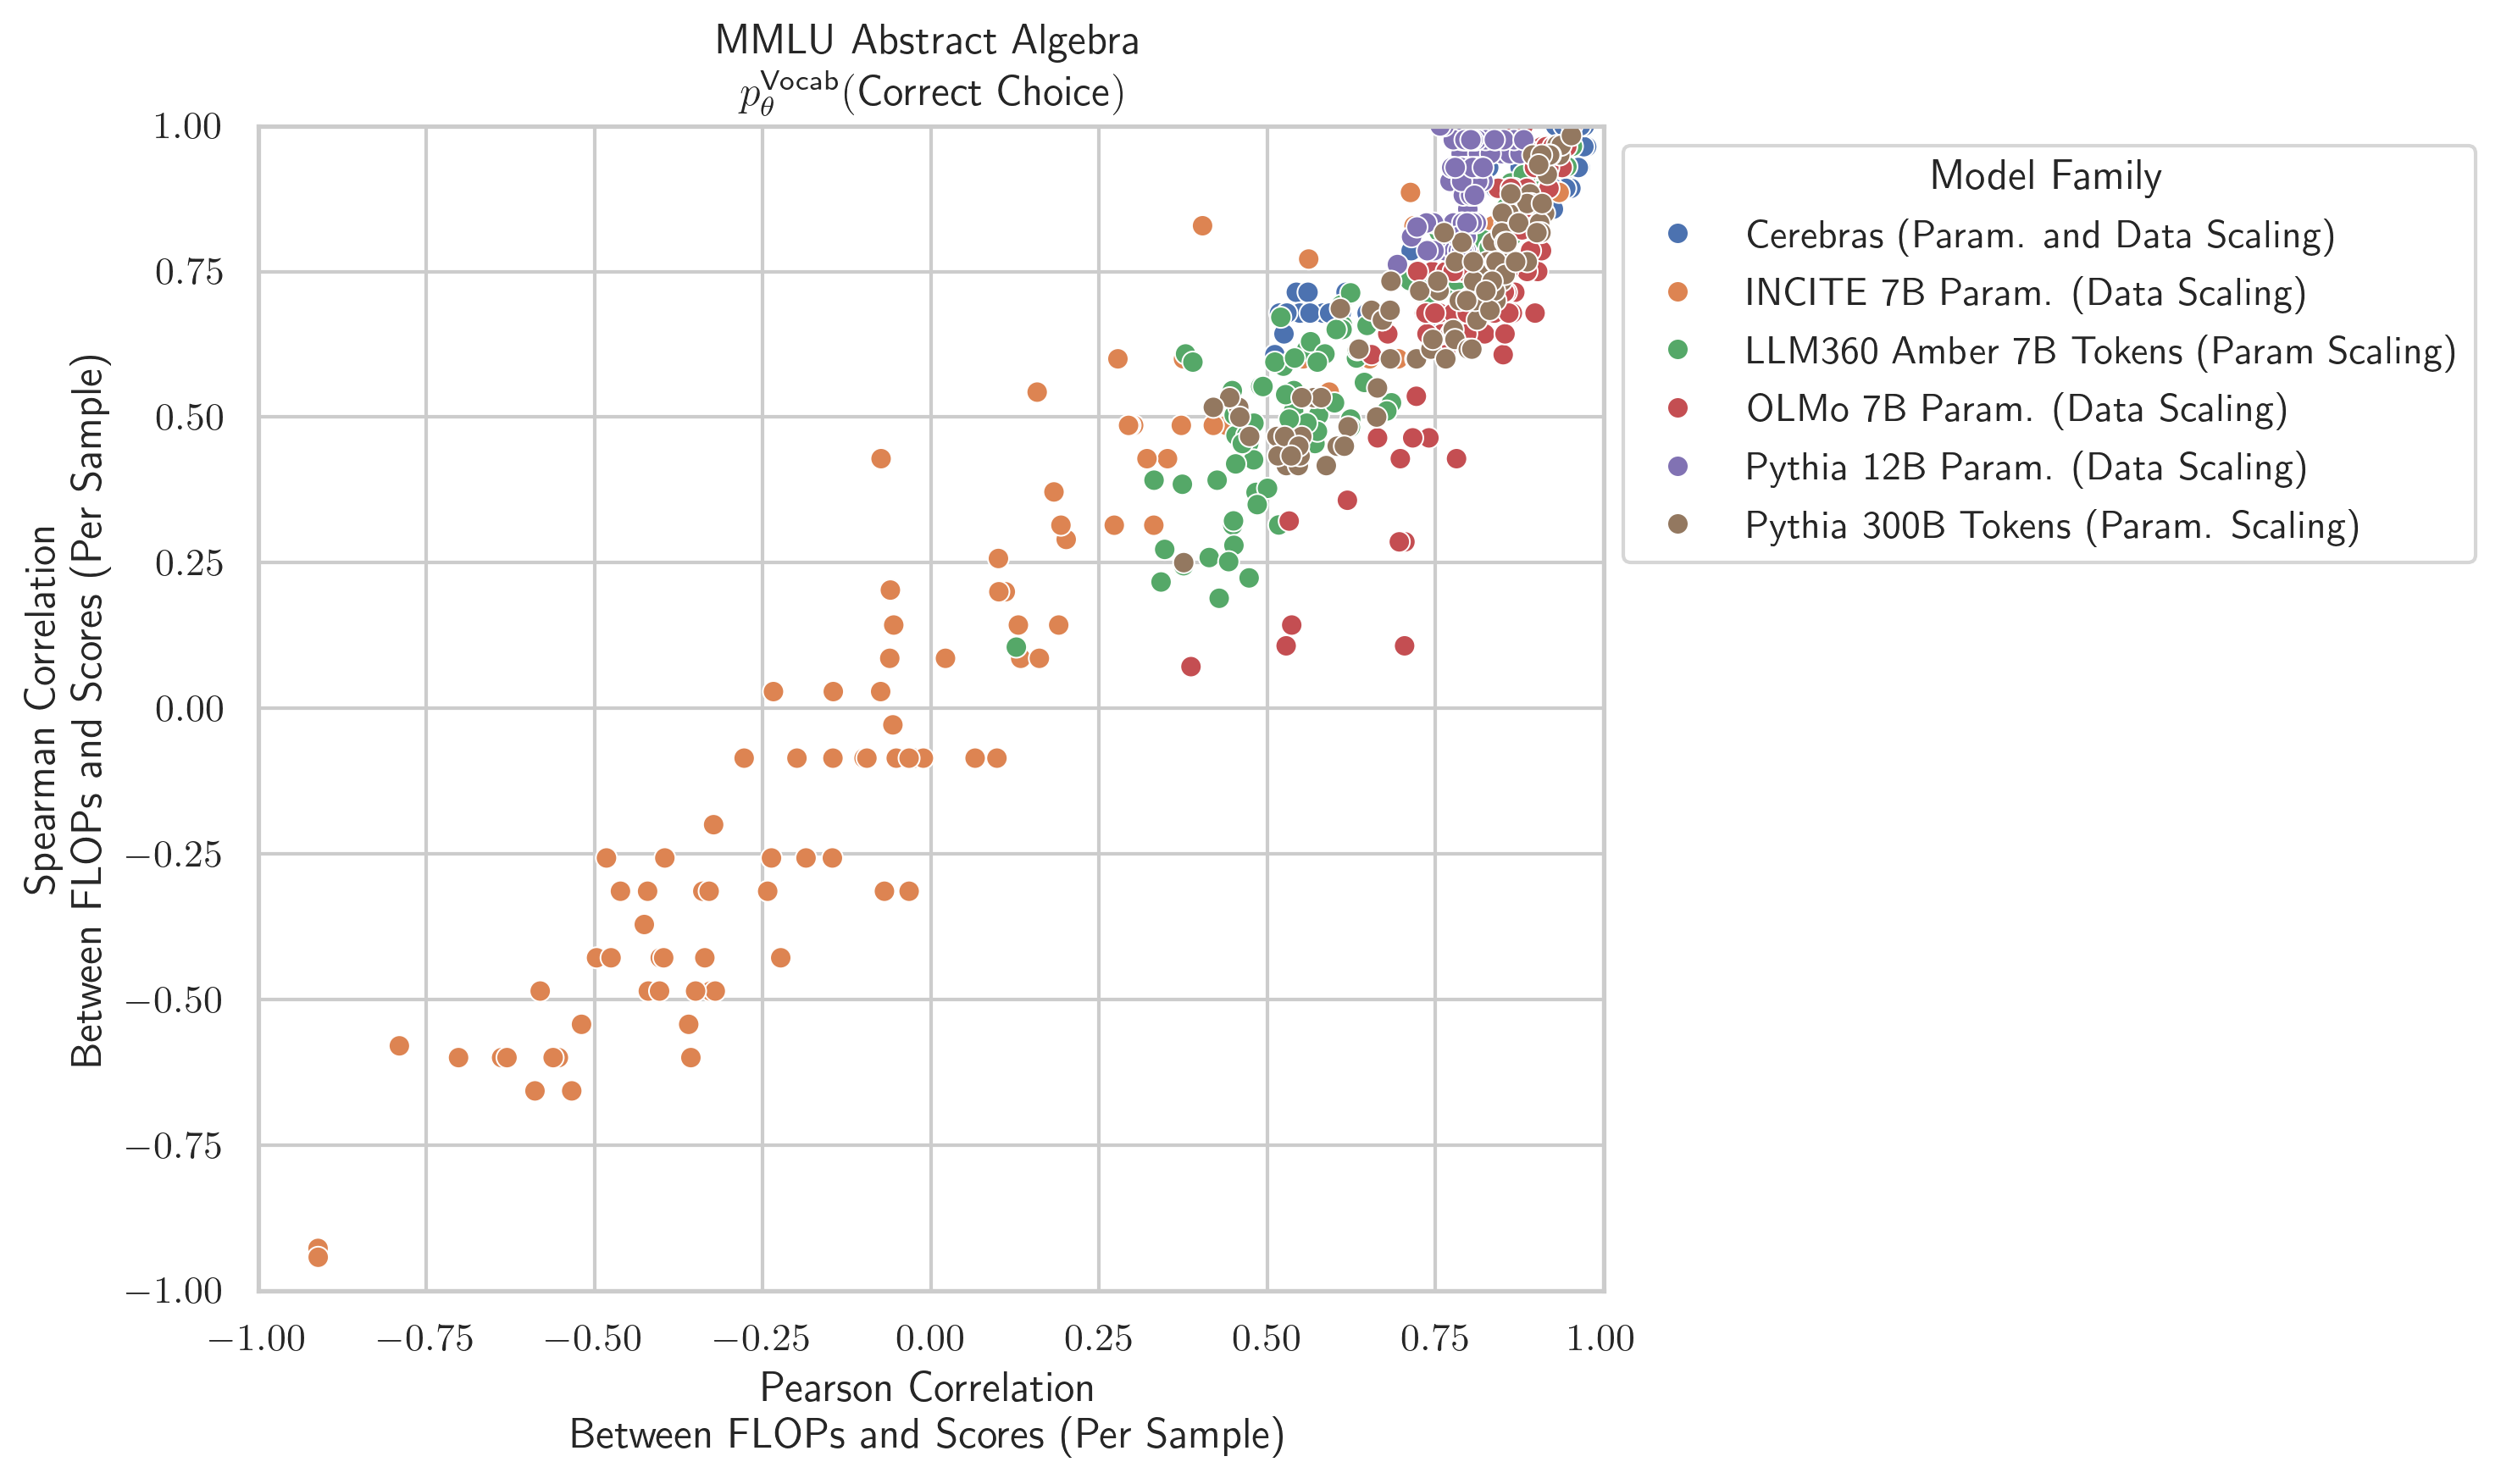 MMLU Abstract Algebra
p_θ^Vocab(Correct Choice)
1.00
0.75
0.50
0.25
0.00
−0.25
−0.50
−0.75
−1.00
Spearman Correlation
Between FLOPs and Scores (Per Sample)
−1.00 −0.75 −0.50 −0.25 0.00 0.25 0.50 0.75 1.00
Pearson Correlation
Between FLOPs and Scores (Per Sample)
Model Family
Cerebras (Param. and Data Scaling)
INCITE 7B Param. (Data Scaling)
LLM360 Amber 7B Tokens (Param Scaling)
OLMo 7B Param. (Data Scaling)
Pythia 12B Param. (Data Scaling)
Pythia 300B Tokens (Param. Scaling)